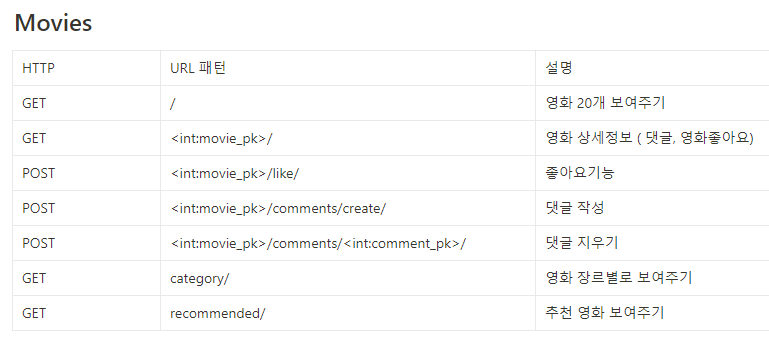 Movies
HTTP URL 패턴 설명
GET / 영화 20개 보여주기
GET <int:movie_pk>/ 영화 상세정보 ( 댓글, 영화좋아요)
POST <int:movie_pk>/like/ 좋아요기능
POST <int:movie_pk>/comments/create/ 댓글 작성
POST <int:movie_pk>/comments/<int:comment_pk>/ 댓글 지우기
GET category/ 영화 장르별로 보여주기
GET recommended/ 추천 영화 보여주기